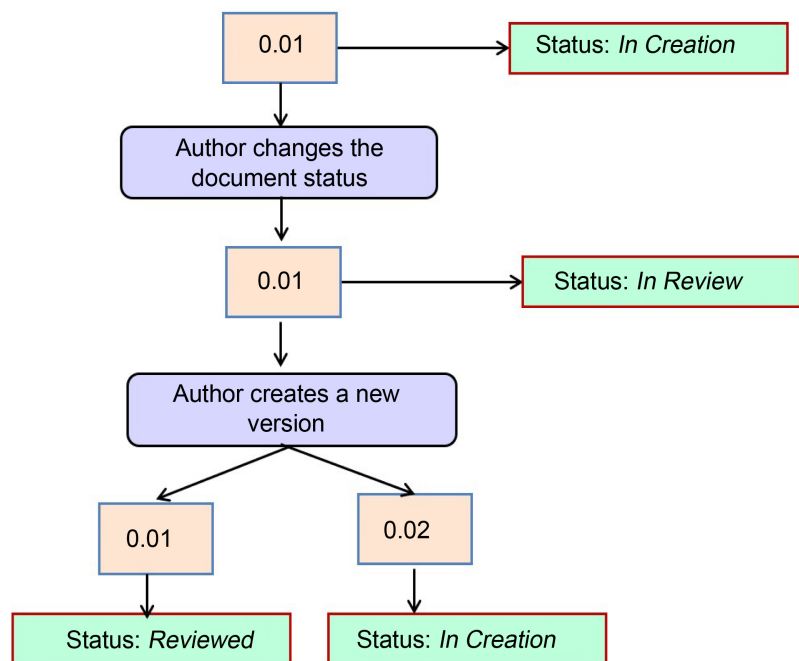 0.01
Status: In Creation
Author changes the
document status
0.01
Status: In Review
Author creates a new
version
0.01
0.02
Status: Reviewed
Status: In Creation